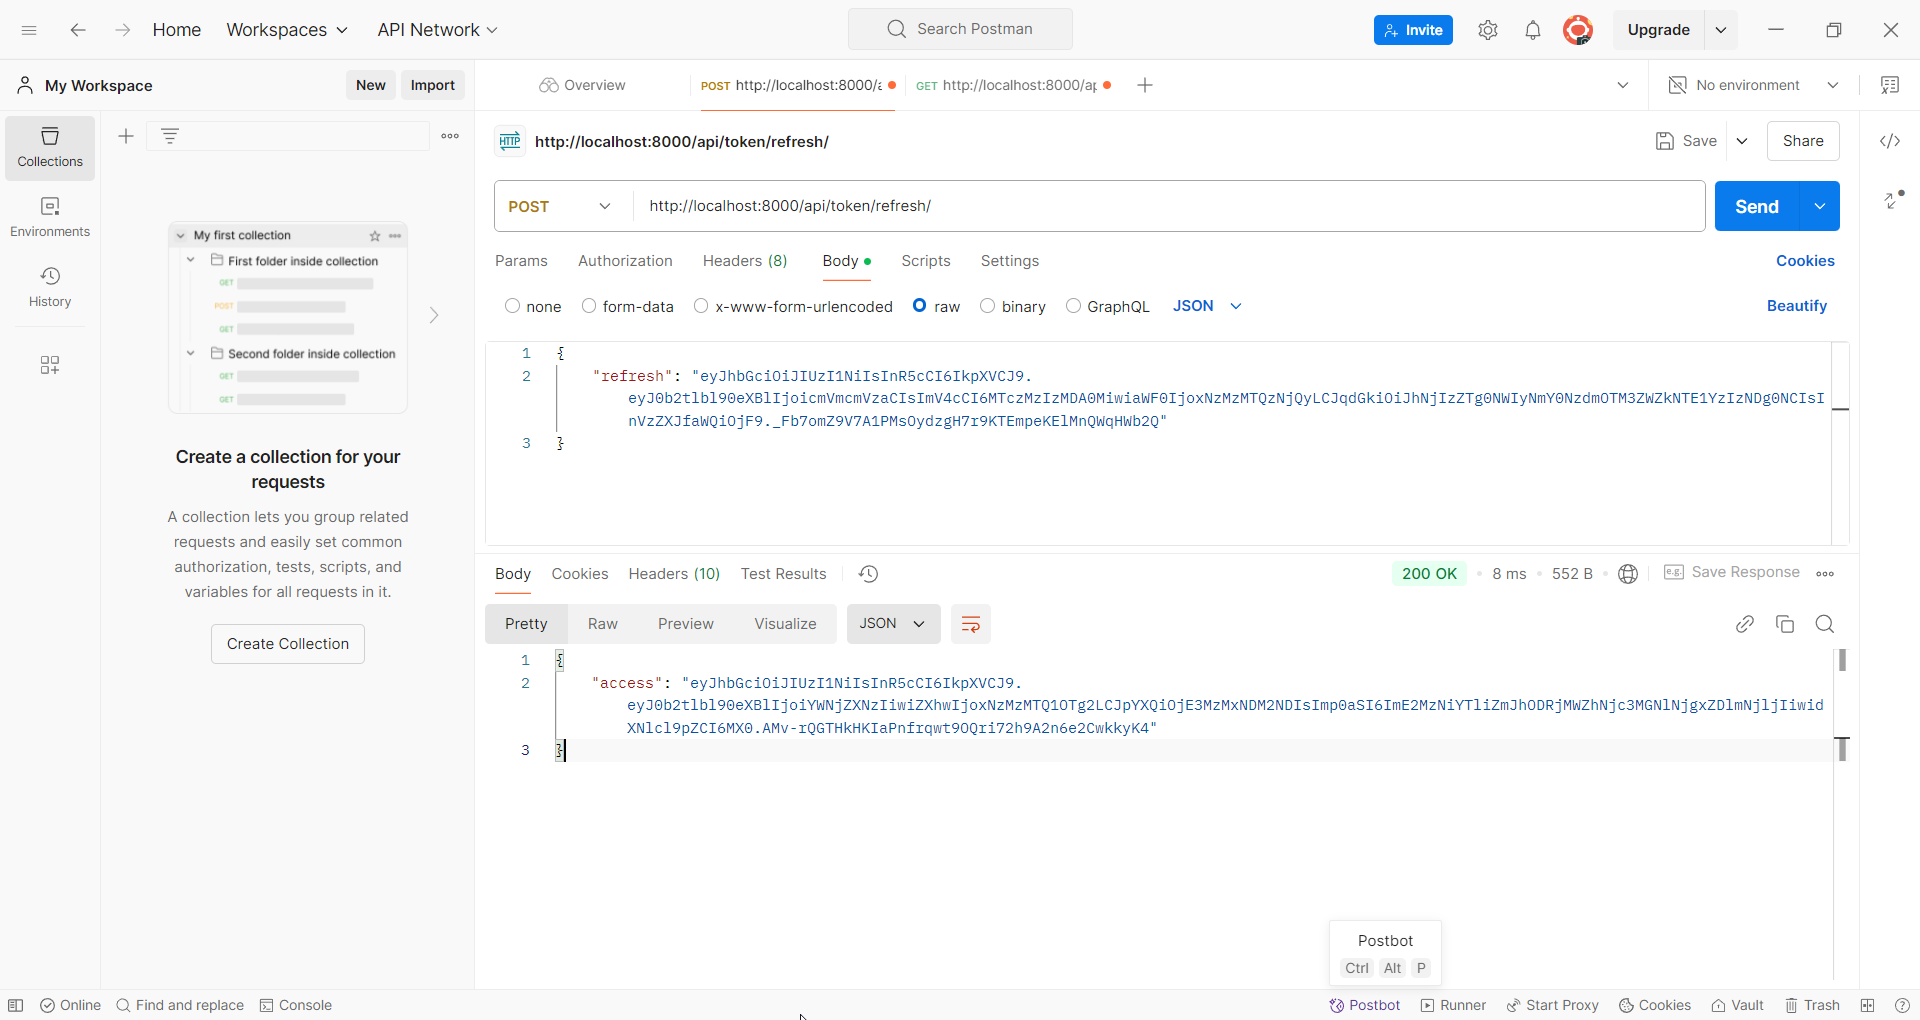 Home Workspaces API Network Search Postman Invite Upgrade
My Workspace New Import Overview POST http://localhost:8000/a GET http://localhost:8000/ap No environment
Collections
Environments
History
My first collection
First folder inside collection
GET
POST
GET
Second folder inside collection
GET
GET
Create a collection for your
requests
A collection lets you group related
requests and easily set common
authorization, tests, scripts, and
variables for all requests in it.
Create Collection
HTTP http://localhost:8000/api/token/refresh/ Save Share
POST http://localhost:8000/api/token/refresh/ Send
Params Authorization Headers (8) Body Scripts Settings Cookies
none form-data x-www-form-urlencoded raw binary GraphQL JSON Beautify
1 {
2 "refresh": "eyJhbGciOiJIUzI1NiIsInR5cCI6IkpXVCJ9.
eyJ0b2tlbl90eXBlIjoicmVmcmVzaCIsImV4cCI6MTczMzIzMDA0MiwiaWF0IjoxNzMzMTQzNjQyLCJqdGkiOiJhNjIzZTg0NWIyNmY0NzdmOTM3ZWZkNTE1YzIzNDg0NCIsI
nVzZXJfaWQiOjF9._Fb7omZ9V7A1PMsOydzgH7r9KTEmpeKElMnQWqHWb2Q"
3 }
Body Cookies Headers (10) Test Results 200 OK 8 ms 552 B e.g. Save Response
Pretty Raw Preview Visualize JSON
1 {
2 "access": "eyJhbGciOiJIUzI1NiIsInR5cCI6IkpXVCJ9.
eyJ0b2tlbl90eXBlIjoiYWNjZXNzIiwiZXhwIjoxNzMzMTQ1OTg2LCJpYXQiOjE3MzMxNDM2NDIsImp0aSI6ImE2MzNiYTliZmJhODRjMWZhNjc3MGNlNjgxZDlmNjljIiwid
XNlcl9pZCI6MX0.AMv-rQGTHkHKIaPnfrqwt9OQri72h9A2n6e2CwkkyK4"
3 }
Postbot
Ctrl Alt P
Online Find and replace Console Postbot Runner Start Proxy Cookies Vault Trash